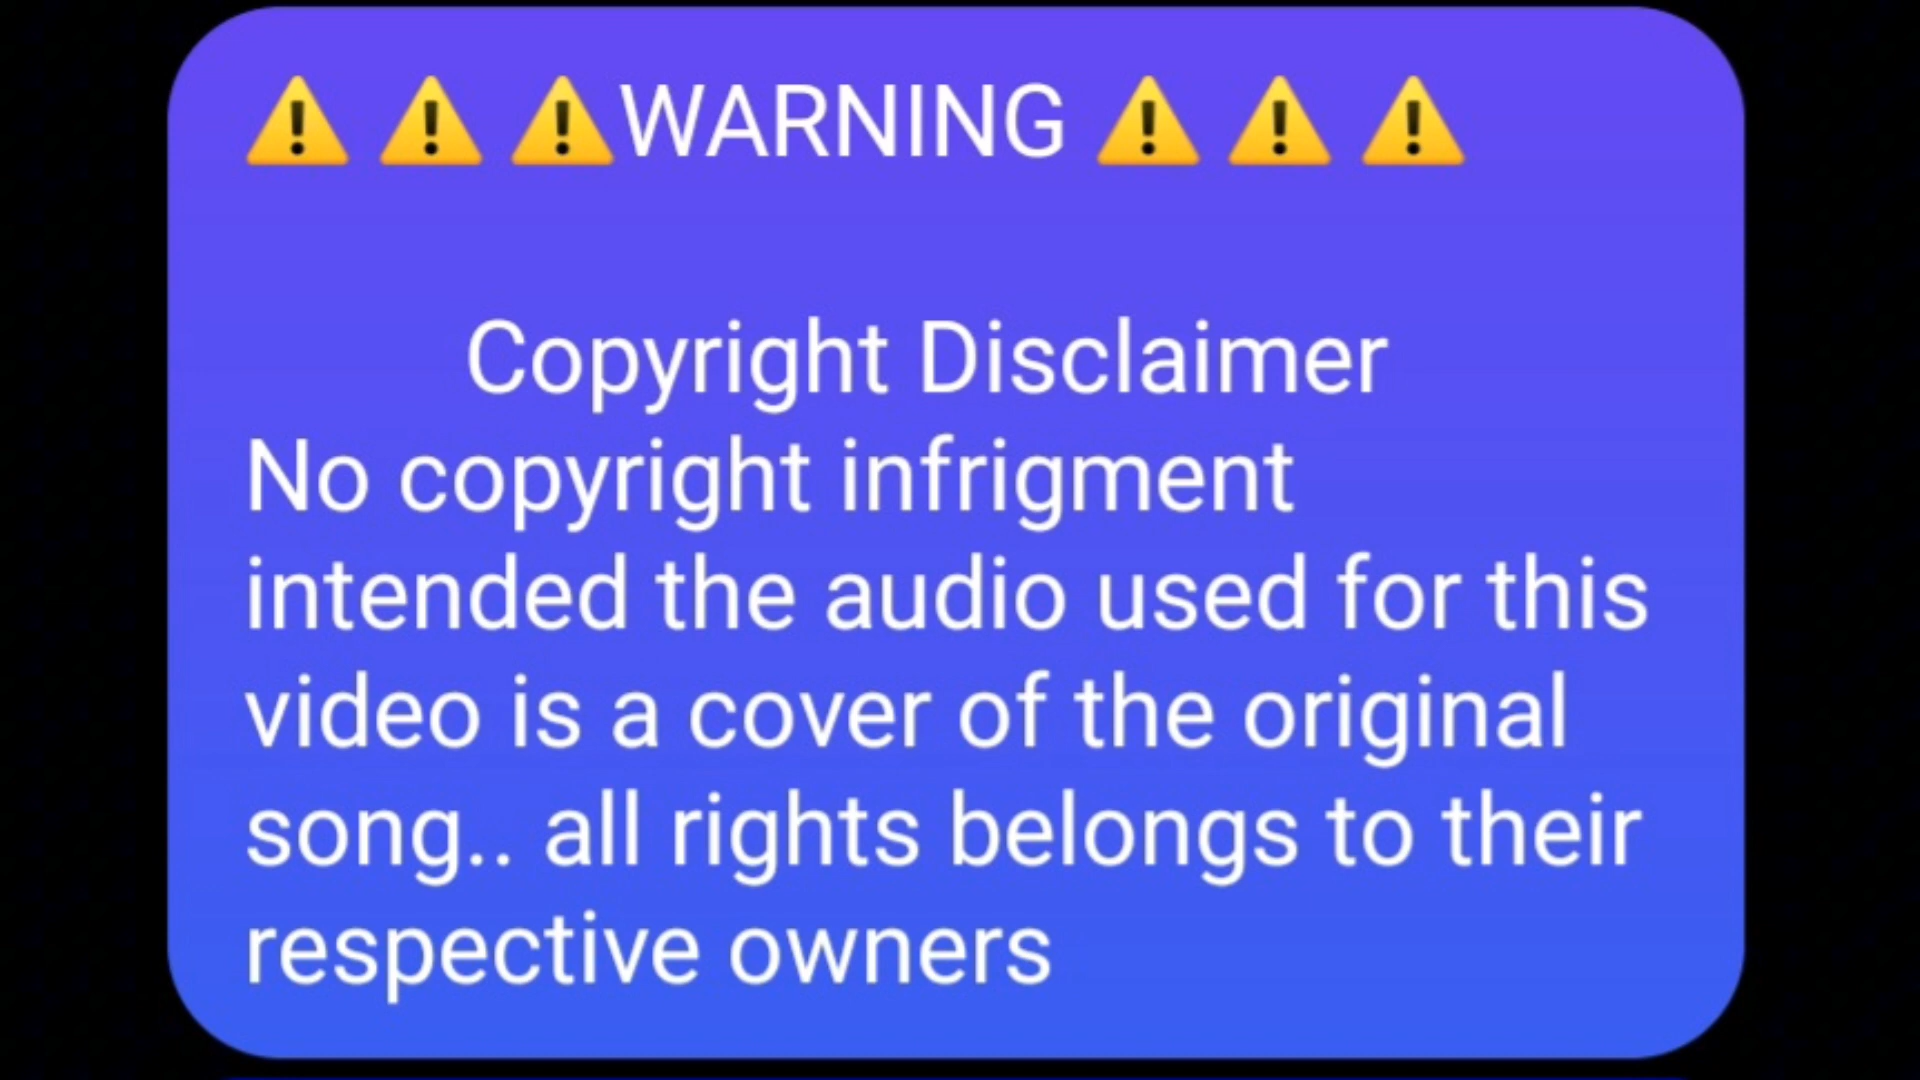 ⚠️ ⚠️ ⚠️WARNING ⚠️ ⚠️ ⚠️
Copyright Disclaimer
No copyright infrigment
intended the audio used for this
video is a cover of the original
song.. all rights belongs to their
respective owners